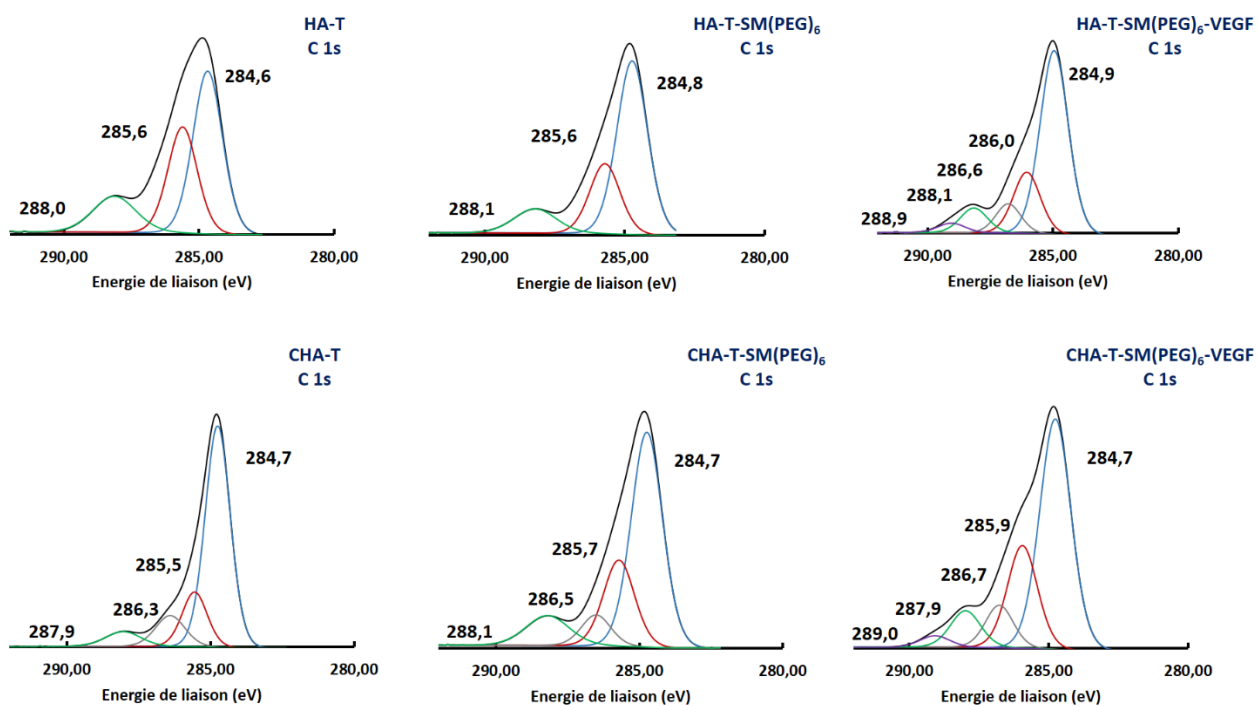 HA-T
C 1s
284,6
285,6
288,0
290,00
285,00
280,00
Energie de liaison (eV)
HA-T-SM(PEG)₆
C 1s
284,8
285,6
288,1
290,00
285,00
280,00
Energie de liaison (eV)
HA-T-SM(PEG)₆-VEGF
C 1s
284,9
286,0
286,6
288,1
288,9
290,00
285,00
280,00
Energie de liaison (eV)
CHA-T
C 1s
284,7
285,5
286,3
287,9
290,00
285,00
280,00
Energie de liaison (eV)
CHA-T-SM(PEG)₆
C 1s
284,7
285,7
286,5
288,1
290,00
285,00
280,00
Energie de liaison (eV)
CHA-T-SM(PEG)₆-VEGF
C 1s
284,7
285,9
286,7
287,9
289,0
290,00
285,00
280,00
Energie de liaison (eV)